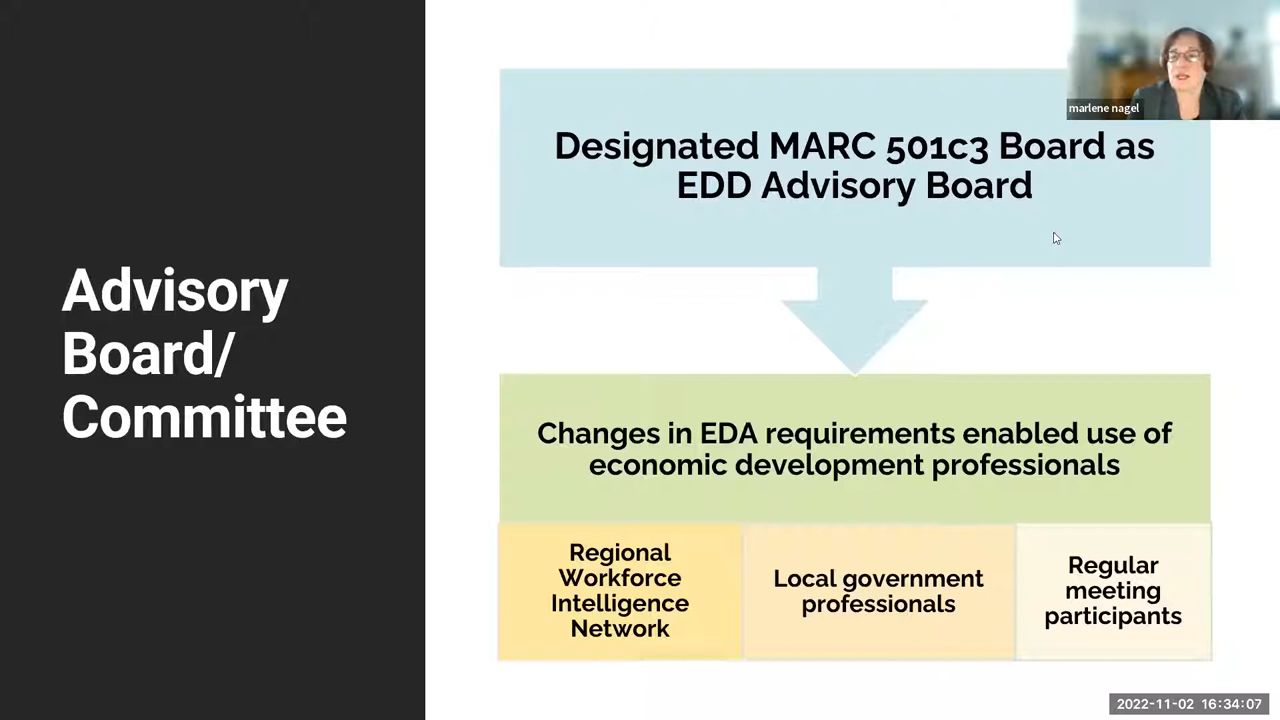 Advisory
Board/
Committee
marlene nagel
Designated MARC 501c3 Board as
EDD Advisory Board
Changes in EDA requirements enabled use of
economic development professionals
Regional
Workforce
Intelligence
Network
Local government
professionals
Regular
meeting
participants
2022-11-02 16:34:07